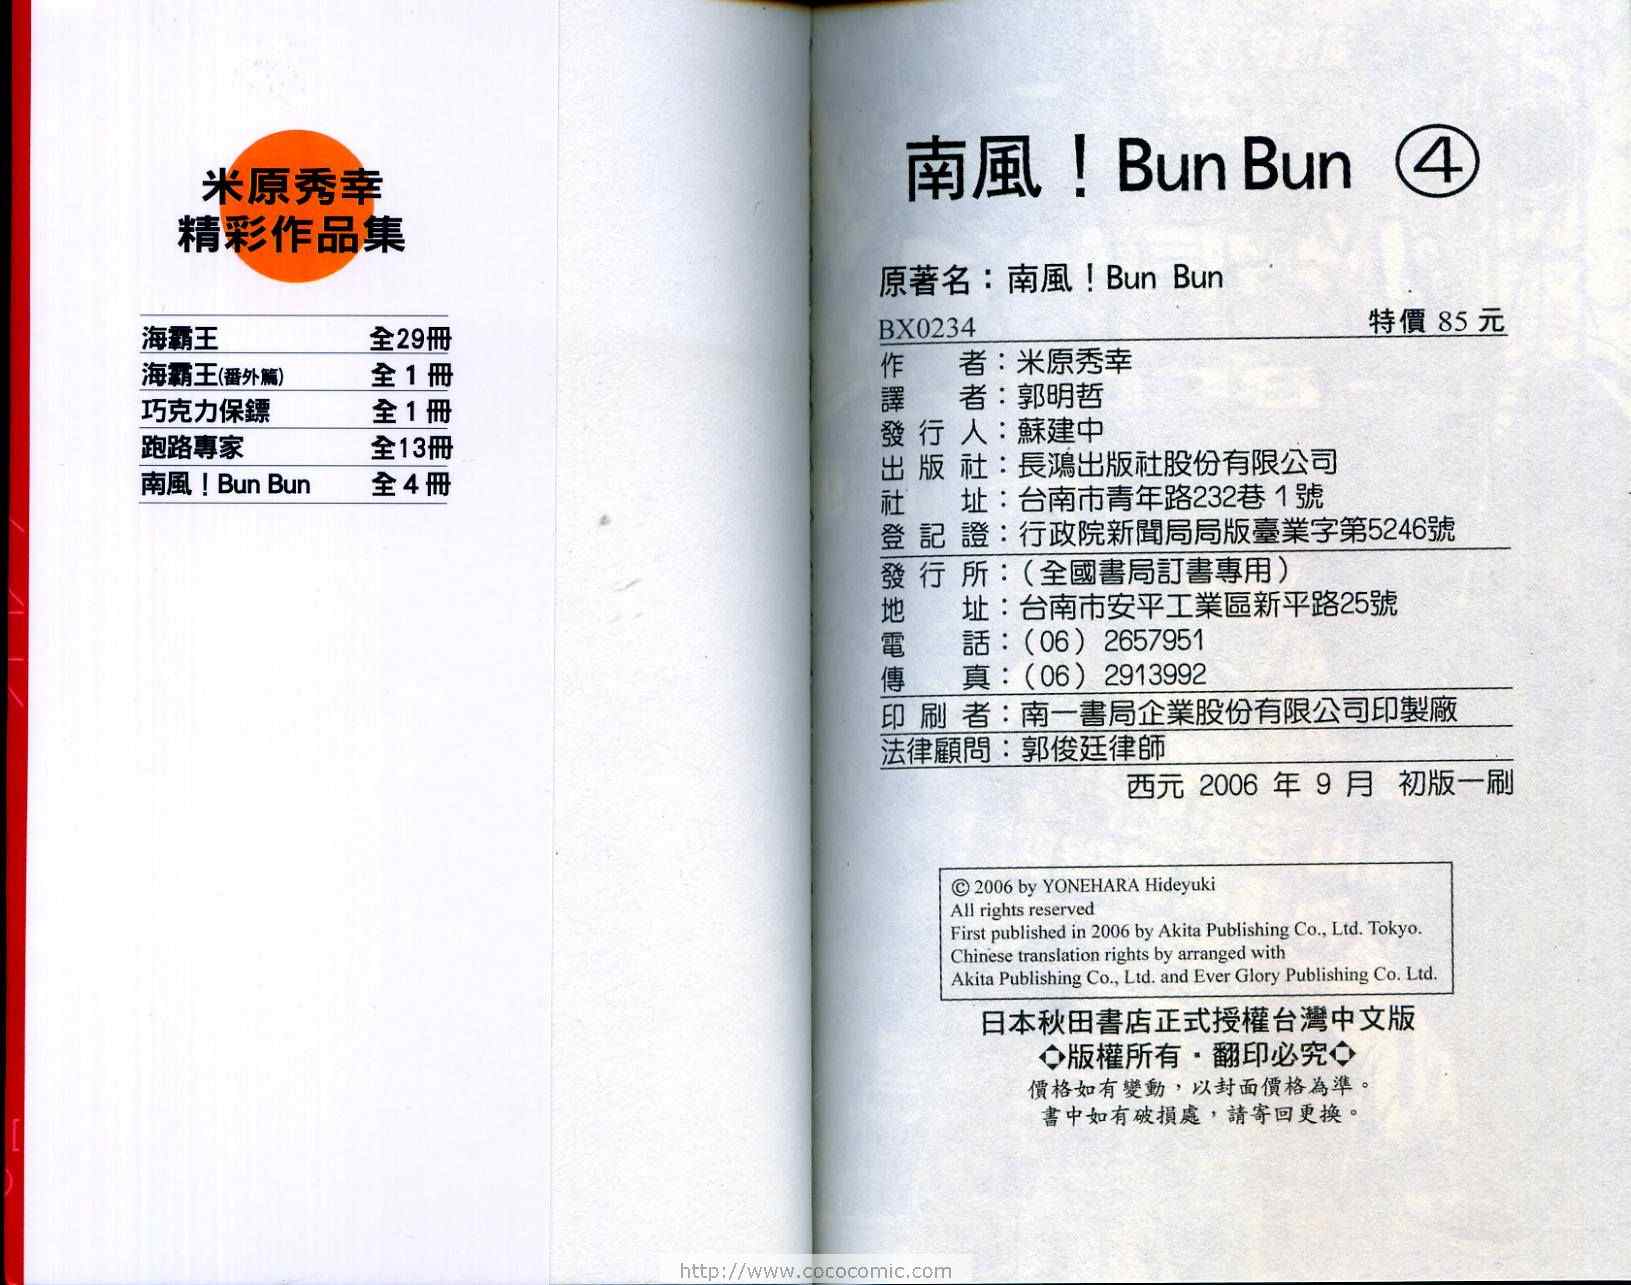 米原秀幸
精彩作品集
海霸王 全29冊
海霸王(番外篇) 全 1 冊
巧克力保鏢 全 1 冊
跑路專家 全13冊
南風！Bun Bun 全 4 冊
南風！Bun Bun ④
原著名：南風！Bun Bun
BX0234 特價 85 元
作 者：米原秀幸
譯 者：郭明哲
發 行 人：蘇建中
出 版 社：長鴻出版社股份有限公司
社 址：台南市青年路232巷 1 號
登 記 證：行政院新聞局局版臺業字第5246號
發 行 所：（全國書局訂書專用）
地 址：台南市安平工業區新平路25號
電 話：（06） 2657951
傳 真：（06） 2913992
印 刷 者：南一書局企業股份有限公司印製廠
法律顧問：郭俊廷律師
西元 2006 年 9 月 初版一刷
© 2006 by YONEHARA Hideyuki
All rights reserved
First published in 2006 by Akita Publishing Co., Ltd. Tokyo.
Chinese translation rights by arranged with
Akita Publishing Co., Ltd. and Ever Glory Publishing Co. Ltd.
日本秋田書店正式授權台灣中文版
◇版權所有・翻印必究◇
價格如有變動，以封面價格為準。
書中如有破損處，請寄回更換。
http://www.cococomic.com